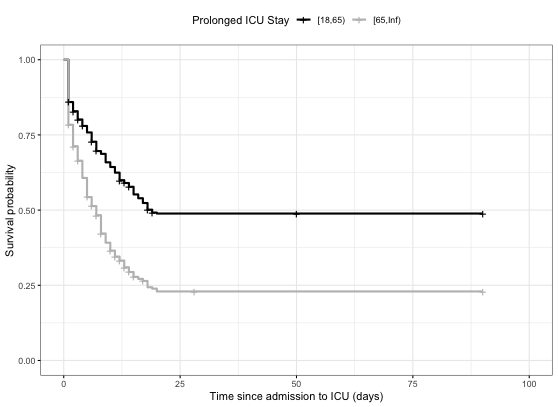 Prolonged ICU Stay [18,65) [65,Inf)
1.00
0.75
0.50
0.25
0.00
Survival probability
0 25 50 75 100
Time since admission to ICU (days)